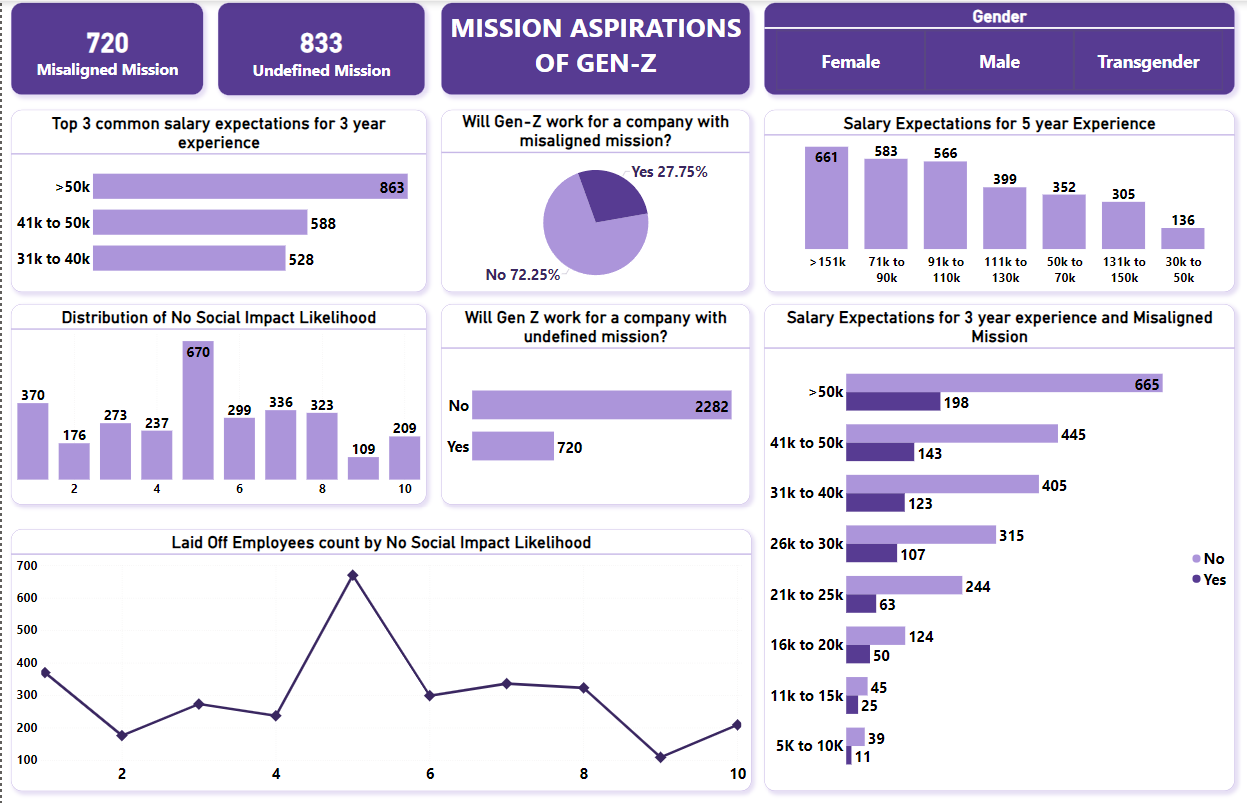 720
Misaligned Mission
833
Undefined Mission
MISSION ASPIRATIONS
OF GEN-Z
Gender
Female
Male
Transgender
Top 3 common salary expectations for 3 year
experience
>50k
863
41k to 50k
588
31k to 40k
528
Will Gen-Z work for a company with
misaligned mission?
Yes 27.75%
No 72.25%
Salary Expectations for 5 year Experience
661
583
566
399
352
305
136
>151k
71k to
90k
91k to
110k
111k to
130k
50k to
70k
131k to
150k
30k to
50k
Distribution of No Social Impact Likelihood
370
176
273
237
670
299
336
323
109
209
2
4
6
8
10
Will Gen Z work for a company with
undefined mission?
No
2282
Yes
720
Salary Expectations for 3 year experience and Misaligned
Mission
>50k
665
198
41k to 50k
445
143
31k to 40k
405
123
26k to 30k
315
107
21k to 25k
244
63
16k to 20k
124
50
11k to 15k
45
25
5K to 10K
39
11
No
Yes
Laid Off Employees count by No Social Impact Likelihood
700
600
500
400
300
200
100
2
4
6
8
10